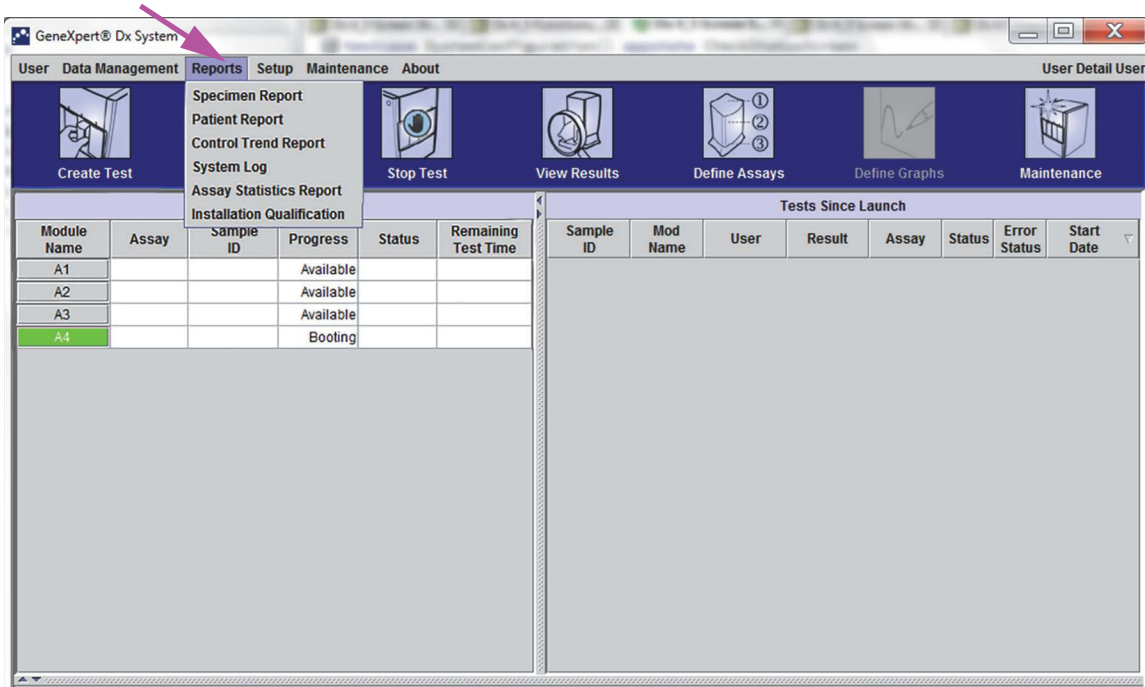 GeneXpert® Dx System
User Data Management Reports Setup Maintenance About User Detail User
Specimen Report
Patient Report
Control Trend Report
System Log
Assay Statistics Report
Installation Qualification
Create Test Stop Test View Results Define Assays Define Graphs Maintenance
Tests Since Launch
Module Name Assay Sample ID Progress Status Remaining Test Time
Sample ID Mod Name User Result Assay Status Error Status Start Date
A1 Available
A2 Available
A3 Available
A4 Booting